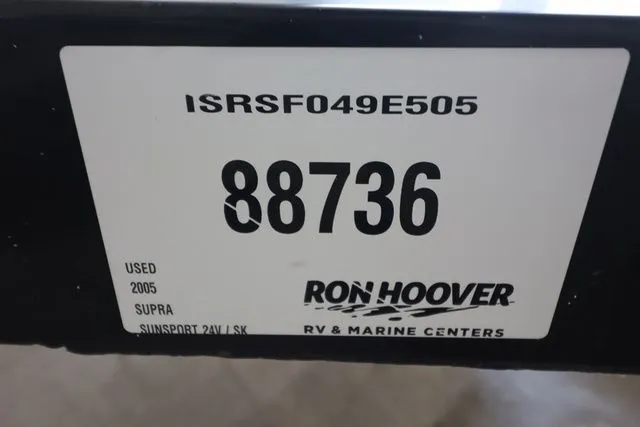 ISRSF049E505
88736
USED
2005
SUPRA
SUNSPORT 24V / SK
RON HOOVER
RV & MARINE CENTERS